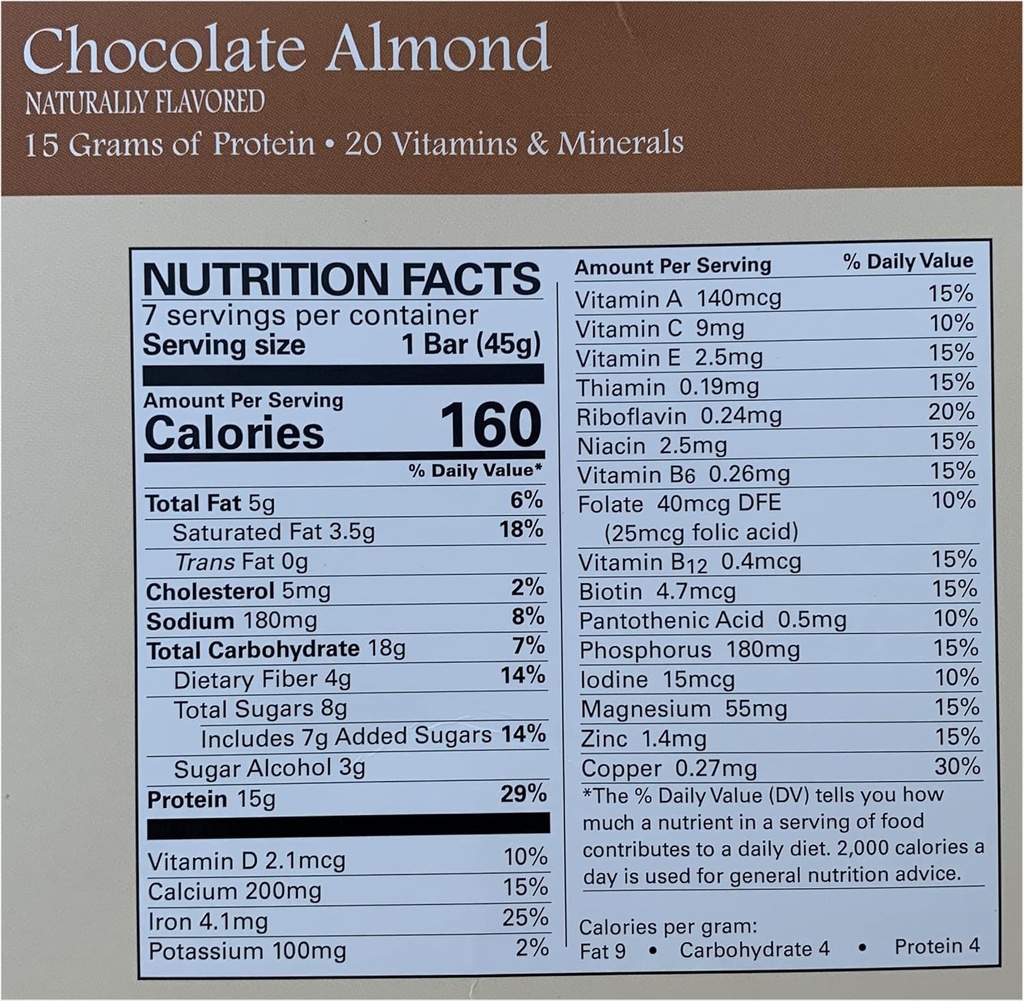 Chocolate Almond
NATURALLY FLAVORED
15 Grams of Protein • 20 Vitamins & Minerals
NUTRITION FACTS
7 servings per container
Serving size 1 Bar (45g)
Amount Per Serving
Calories 160
% Daily Value*
Total Fat 5g 6%
Saturated Fat 3.5g 18%
Trans Fat 0g
Cholesterol 5mg 2%
Sodium 180mg 8%
Total Carbohydrate 18g 7%
Dietary Fiber 4g 14%
Total Sugars 8g
Includes 7g Added Sugars 14%
Sugar Alcohol 3g
Protein 15g 29%
Vitamin D 2.1mcg 10%
Calcium 200mg 15%
Iron 4.1mg 25%
Potassium 100mg 2%
Amount Per Serving % Daily Value
Vitamin A 140mcg 15%
Vitamin C 9mg 10%
Vitamin E 2.5mg 15%
Thiamin 0.19mg 15%
Riboflavin 0.24mg 20%
Niacin 2.5mg 15%
Vitamin B6 0.26mg 15%
Folate 40mcg DFE 10%
(25mcg folic acid)
Vitamin B12 0.4mcg 15%
Biotin 4.7mcg 15%
Pantothenic Acid 0.5mg 10%
Phosphorus 180mg 15%
Iodine 15mcg 10%
Magnesium 55mg 15%
Zinc 1.4mg 15%
Copper 0.27mg 30%
*The % Daily Value (DV) tells you how
much a nutrient in a serving of food
contributes to a daily diet. 2,000 calories a
day is used for general nutrition advice.
Calories per gram:
Fat 9 • Carbohydrate 4 • Protein 4